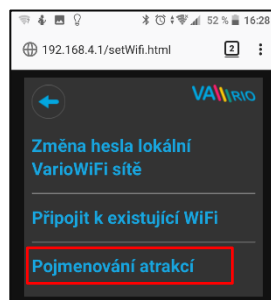 52 % 16:28
192.168.4.1/setWifi.html 2
VARIO
Změna hesla lokální
VarioWiFi sítě
Připojit k existující WiFi
Pojmenování atrakcí